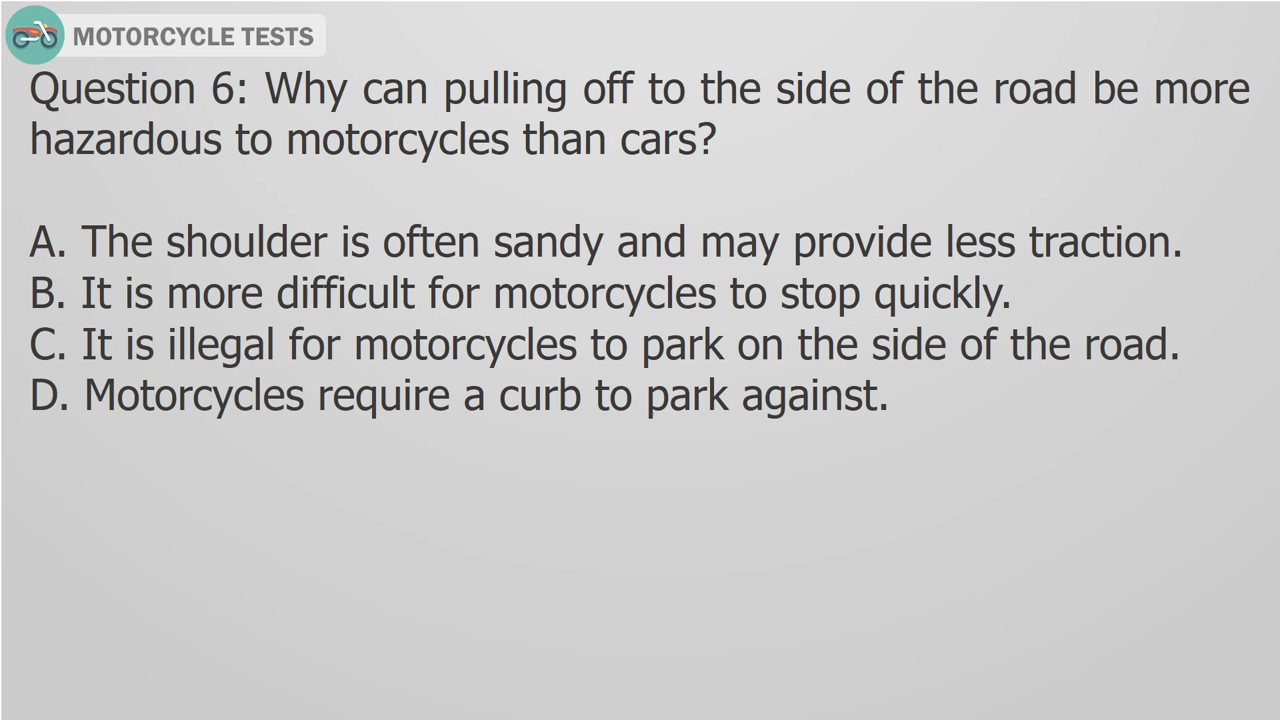 MOTORCYCLE TESTS
Question 6: Why can pulling off to the side of the road be more
hazardous to motorcycles than cars?
A. The shoulder is often sandy and may provide less traction.
B. It is more difficult for motorcycles to stop quickly.
C. It is illegal for motorcycles to park on the side of the road.
D. Motorcycles require a curb to park against.